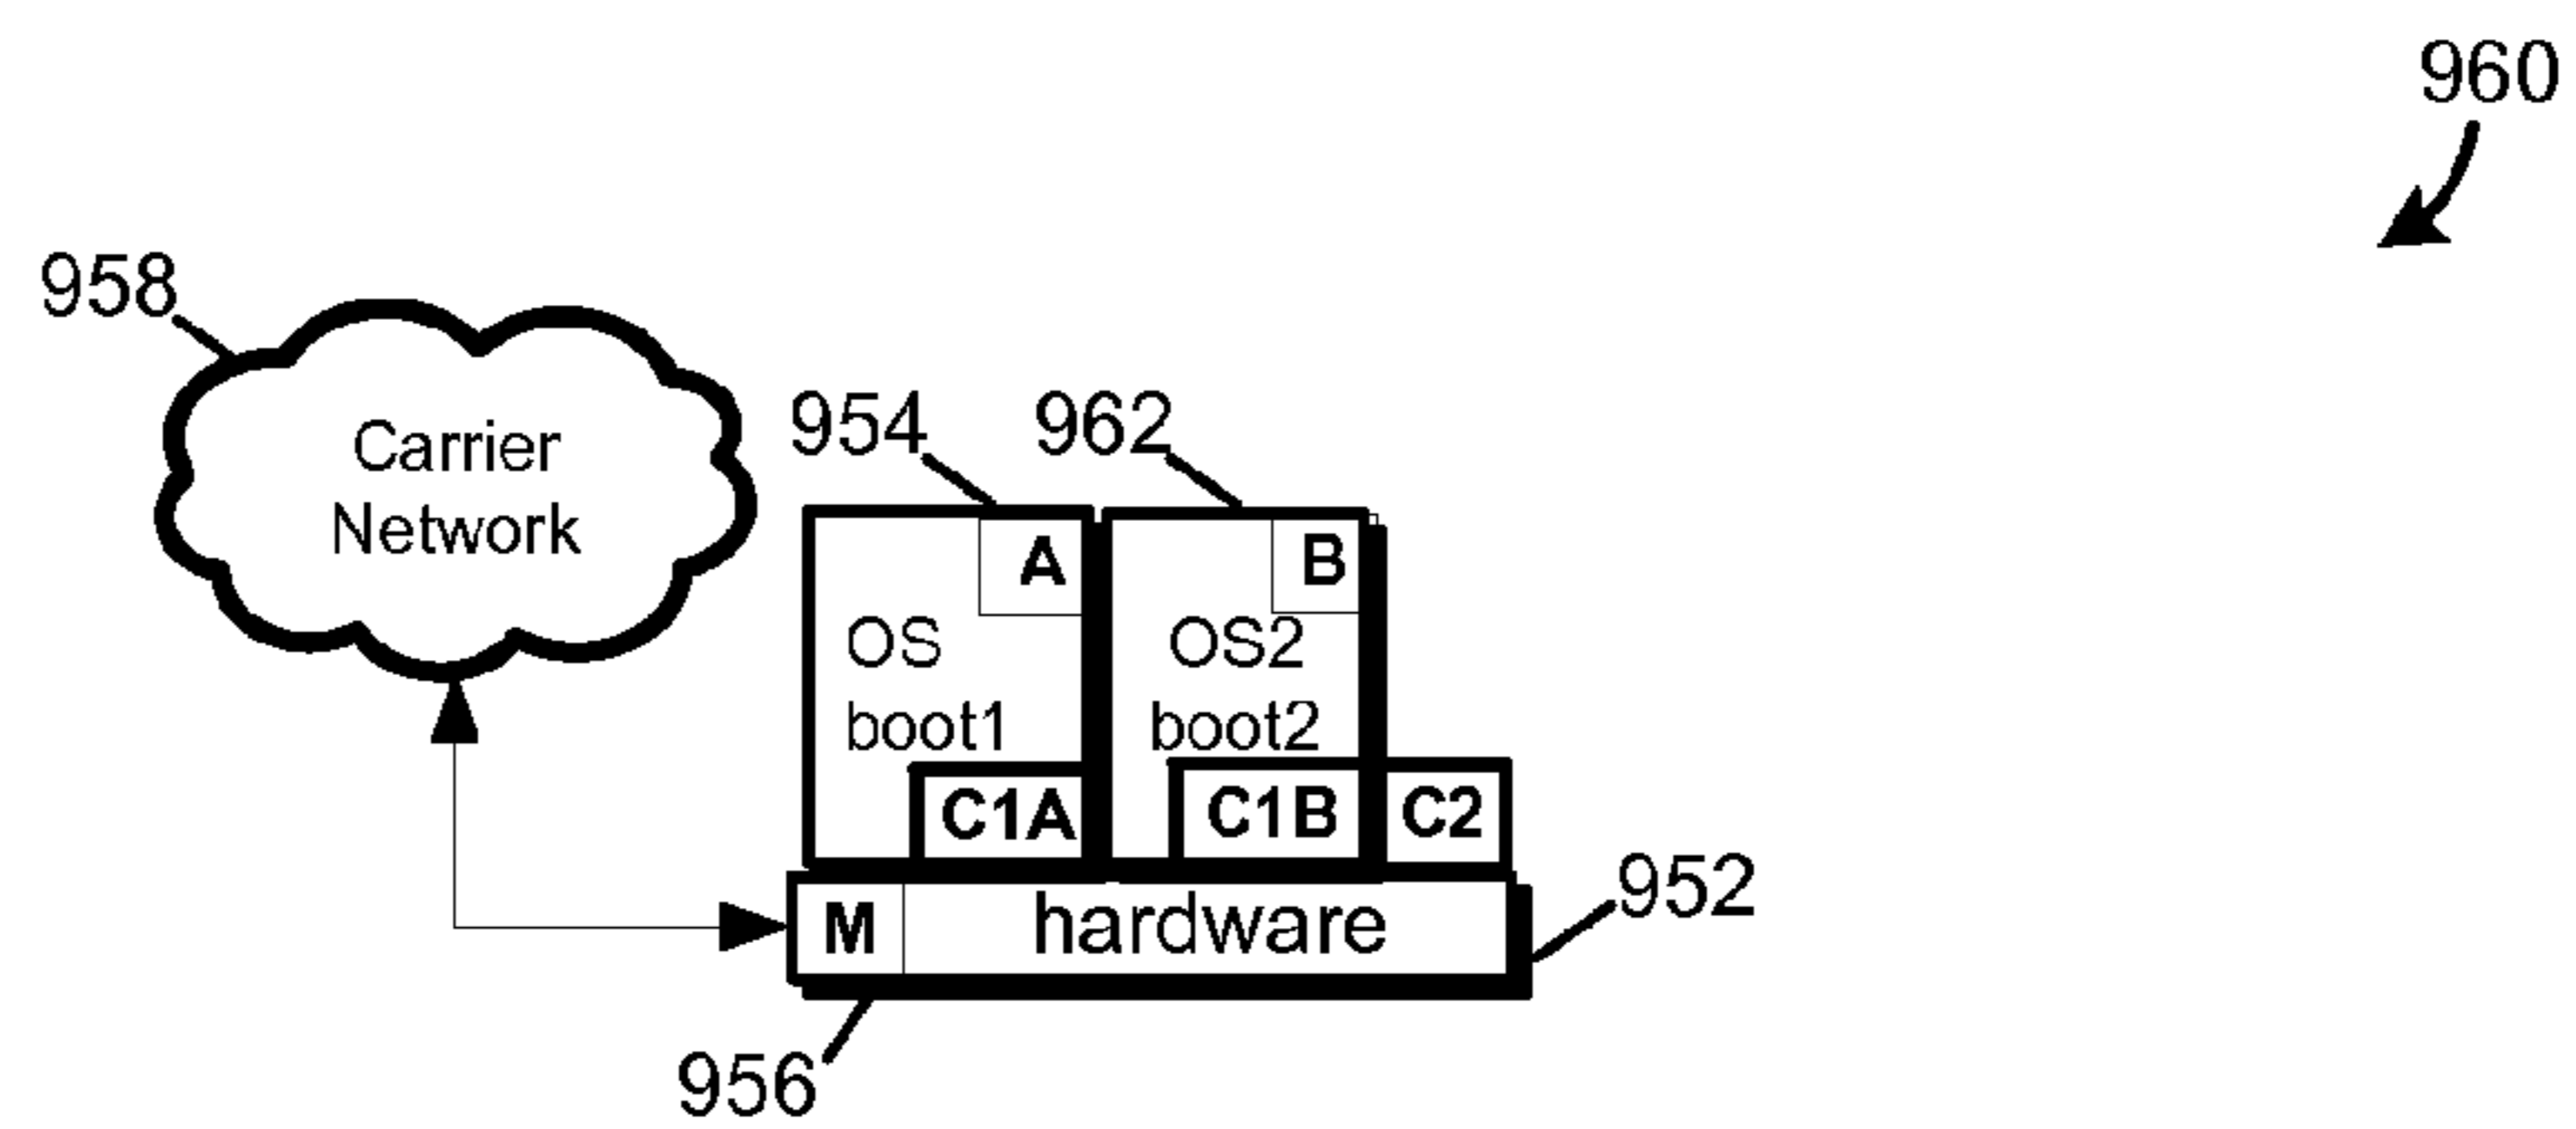 960
958
Carrier
Network
954
962
A
B
OS
boot1
OS2
boot2
C1A
C1B
C2
M
hardware
952
956